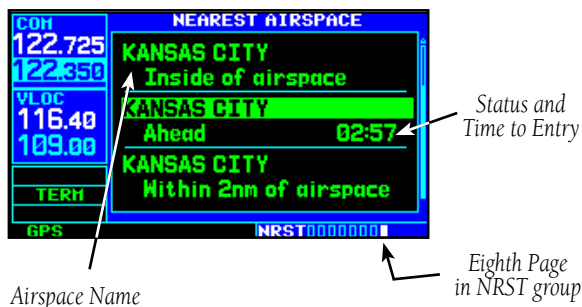 COM
122.725
122.350
VLOC
116.40
109.00
TERM
GPS
NEAREST AIRSPACE
KANSAS CITY
Inside of airspace
KANSAS CITY
Ahead 02:57
KANSAS CITY
Within 2nm of airspace
NRST
Status and
Time to Entry
Airspace Name
Eighth Page
in NRST group